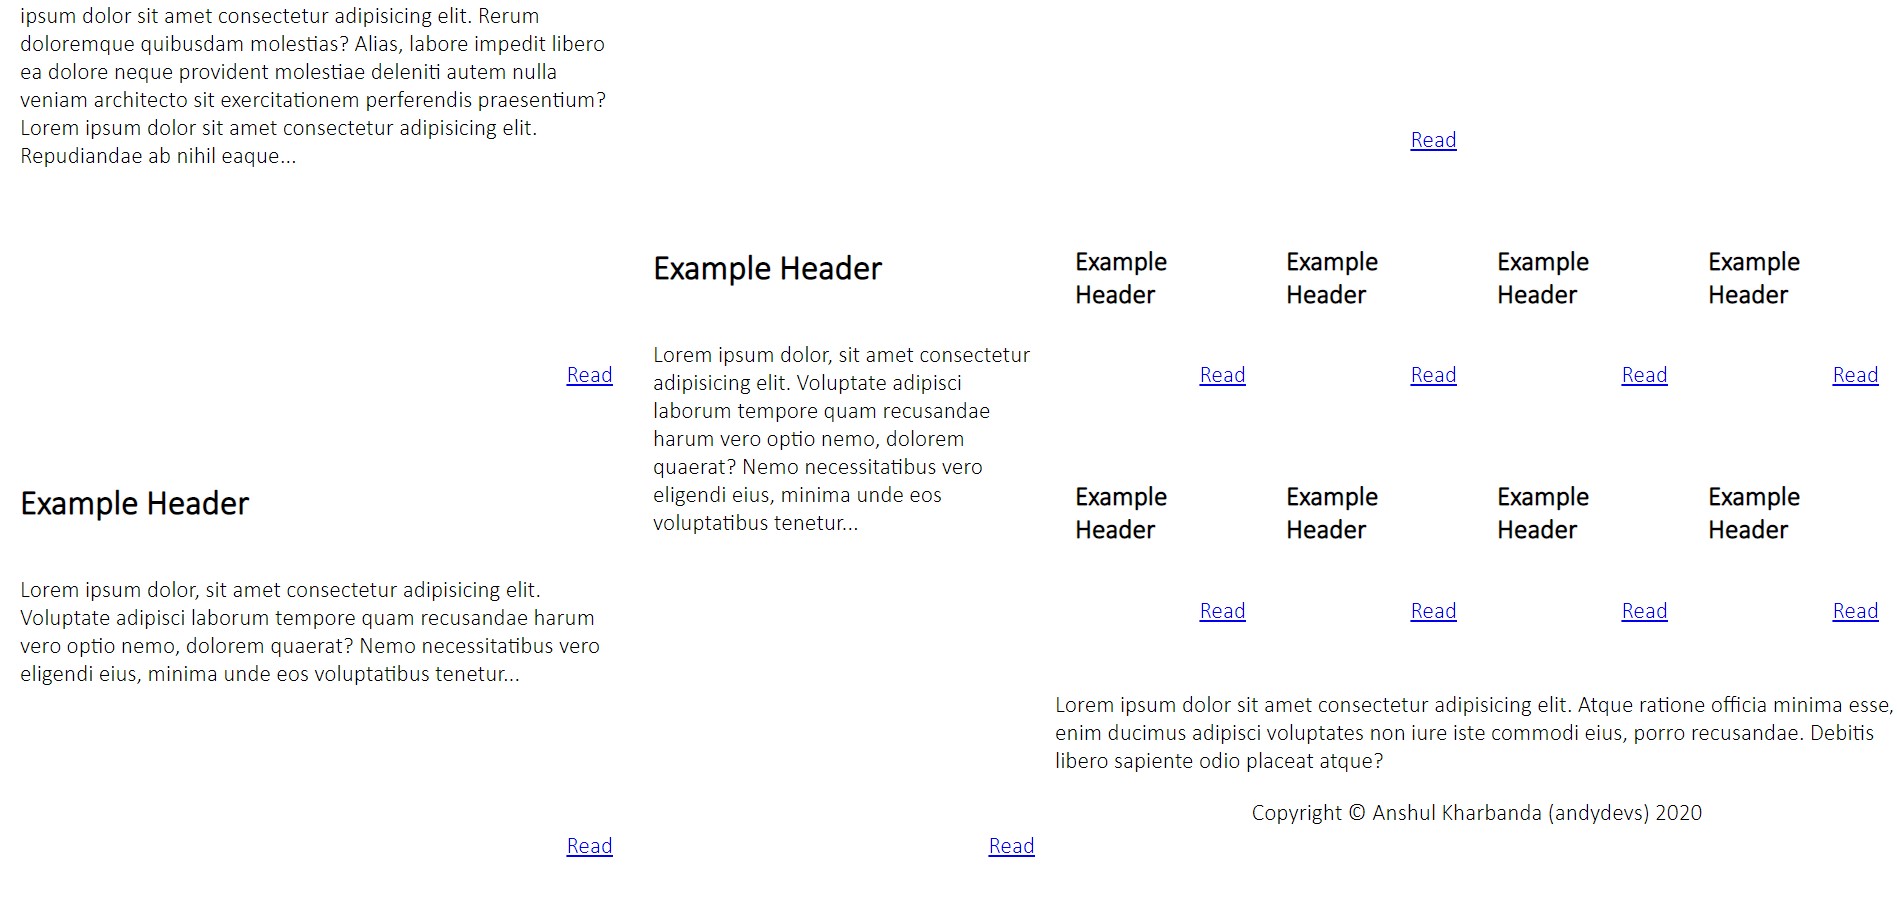 ipsum dolor sit amet consectetur adipisicing elit. Rerum
doloremque quibusdam molestias? Alias, labore impedit libero
ea dolore neque provident molestiae deleniti autem nulla
veniam architecto sit exercitationem perferendis praesentium?
Lorem ipsum dolor sit amet consectetur adipisicing elit.
Repudiandae ab nihil eaque...
Read
Read
Example Header
Lorem ipsum dolor, sit amet consectetur adipisicing elit.
Voluptate adipisci laborum tempore quam recusandae harum
vero optio nemo, dolorem quaerat? Nemo necessitatibus vero
eligendi eius, minima unde eos voluptatibus tenetur...
Read
Example Header
Lorem ipsum dolor, sit amet consectetur
adipisicing elit. Voluptate adipisci
laborum tempore quam recusandae
harum vero optio nemo, dolorem
quaerat? Nemo necessitatibus vero
eligendi eius, minima unde eos
voluptatibus tenetur...
Read
Example
Header
Read
Example
Header
Read
Example
Header
Read
Example
Header
Read
Example
Header
Read
Example
Header
Read
Example
Header
Read
Example
Header
Read
Lorem ipsum dolor sit amet consectetur adipisicing elit. Atque ratione officia minima esse,
enim ducimus adipisci voluptates non iure iste commodi eius, porro recusandae. Debitis
libero sapiente odio placeat atque?
Copyright © Anshul Kharbanda (andydevs) 2020